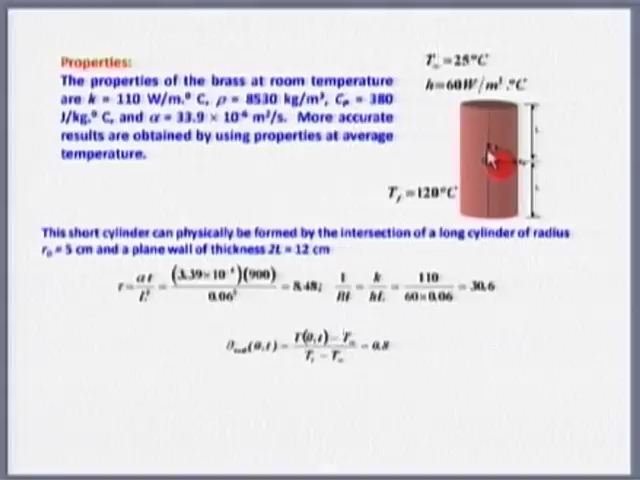 Properties:
The properties of the brass at room temperature
are k = 110 W/m.⁰ C, ρ = 8530 kg/m³, Cₚ = 380
J/kg.⁰ C, and α = 33.9 × 10⁻⁶ m²/s. More accurate
results are obtained by using properties at average
temperature.
T∞ = 25°C
h = 60W/m².°C
= 120°C
L
L
This short cylinder can physically be formed by the intersection of a long cylinder of radius
r₀ = 5 cm and a plane wall of thickness 2L = 12 cm
τ = αt/L² = (3.39×10⁻⁵)(900)/0.06² = 8.48; 1/Bi = k/hL = 110/(60×0.06) = 30.6
θwall(0,t) = (T(0,t) − T∞)/(Tᵢ − T∞) = 0.8